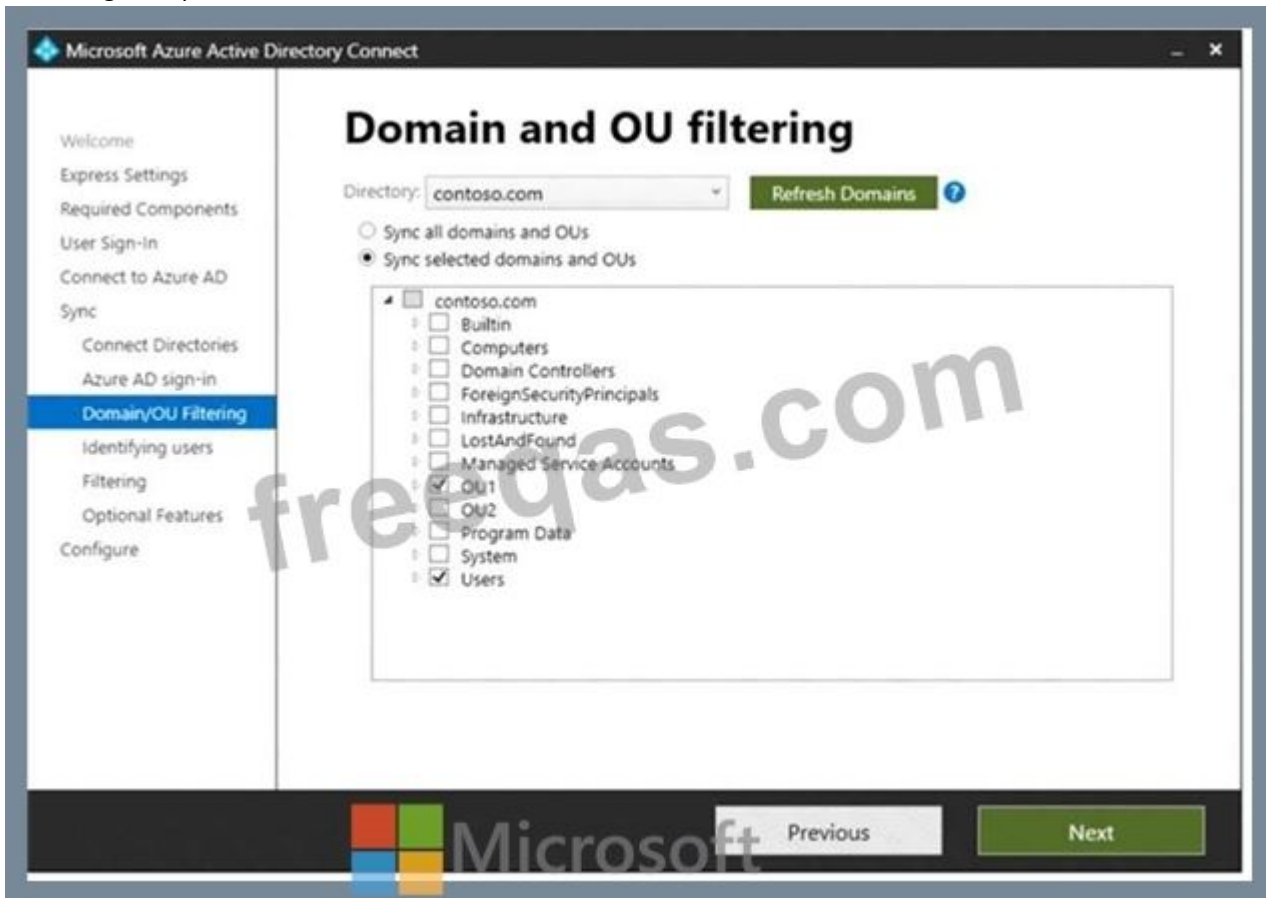 Microsoft Azure Active Directory Connect
Welcome
Express Settings
Required Components
User Sign-In
Connect to Azure AD
Sync
Connect Directories
Azure AD sign-in
Domain/OU Filtering
Identifying users
Filtering
Optional Features
Configure
Domain and OU filtering
Directory: contoso.com Refresh Domains ?
Sync all domains and OUs
Sync selected domains and OUs
contoso.com
Builtin
Computers
Domain Controllers
ForeignSecurityPrincipals
Infrastructure
LostAndFound
Managed Service Accounts
OU1
OU2
Program Data
System
Users
freeqas.com
Previous Next
Microsoft